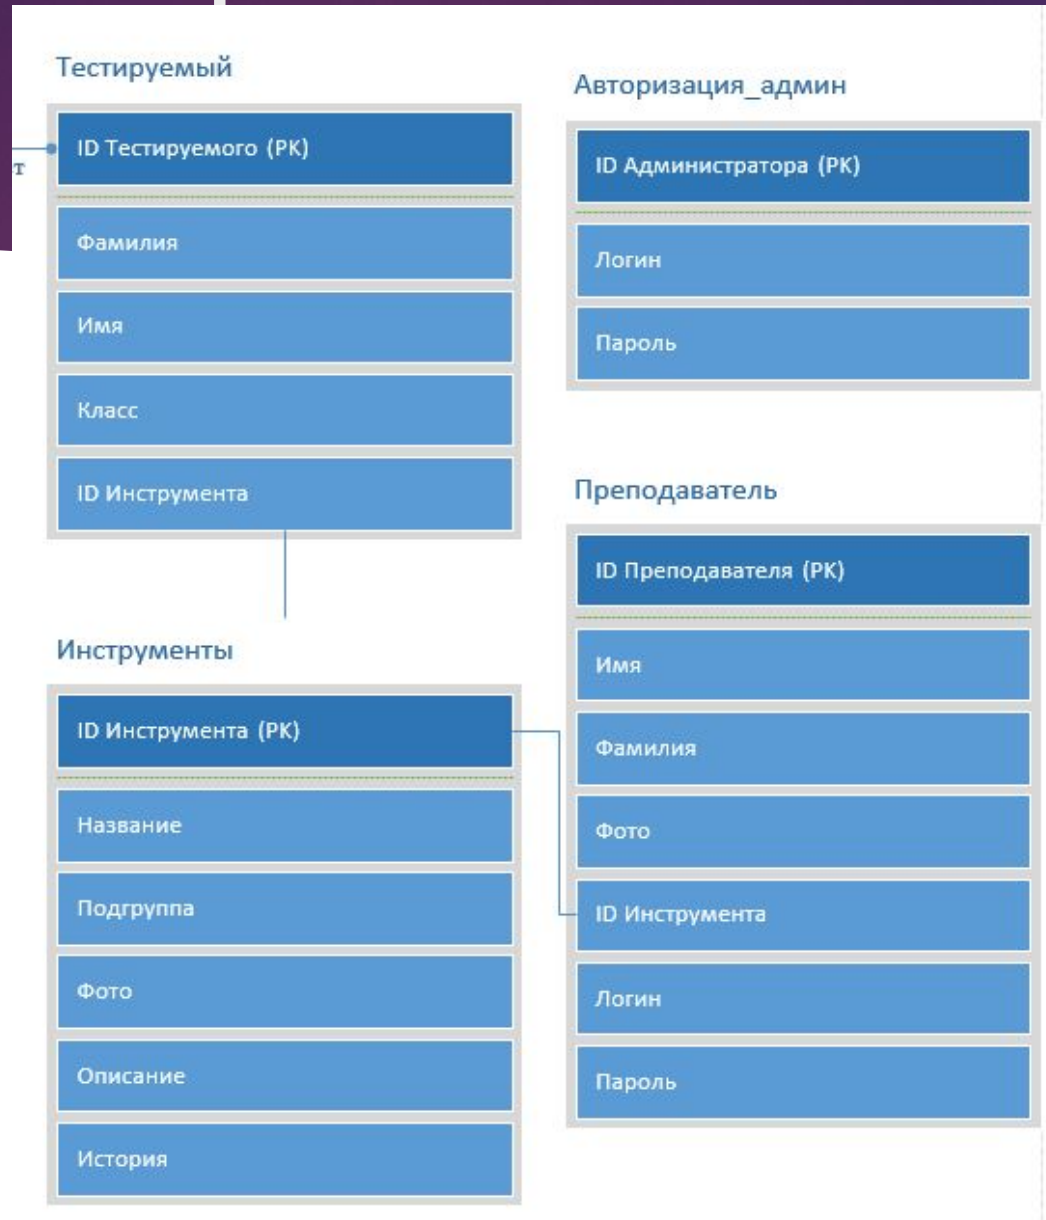 Тестируемый
ID Тестируемого (PK)
Фамилия
Имя
Класс
ID Инструмента
Инструменты
ID Инструмента (PK)
Название
Подгруппа
Фото
Описание
История
Авторизация_админ
ID Администратора (PK)
Логин
Пароль
Преподаватель
ID Преподавателя (PK)
Имя
Фамилия
Фото
ID Инструмента
Логин
Пароль